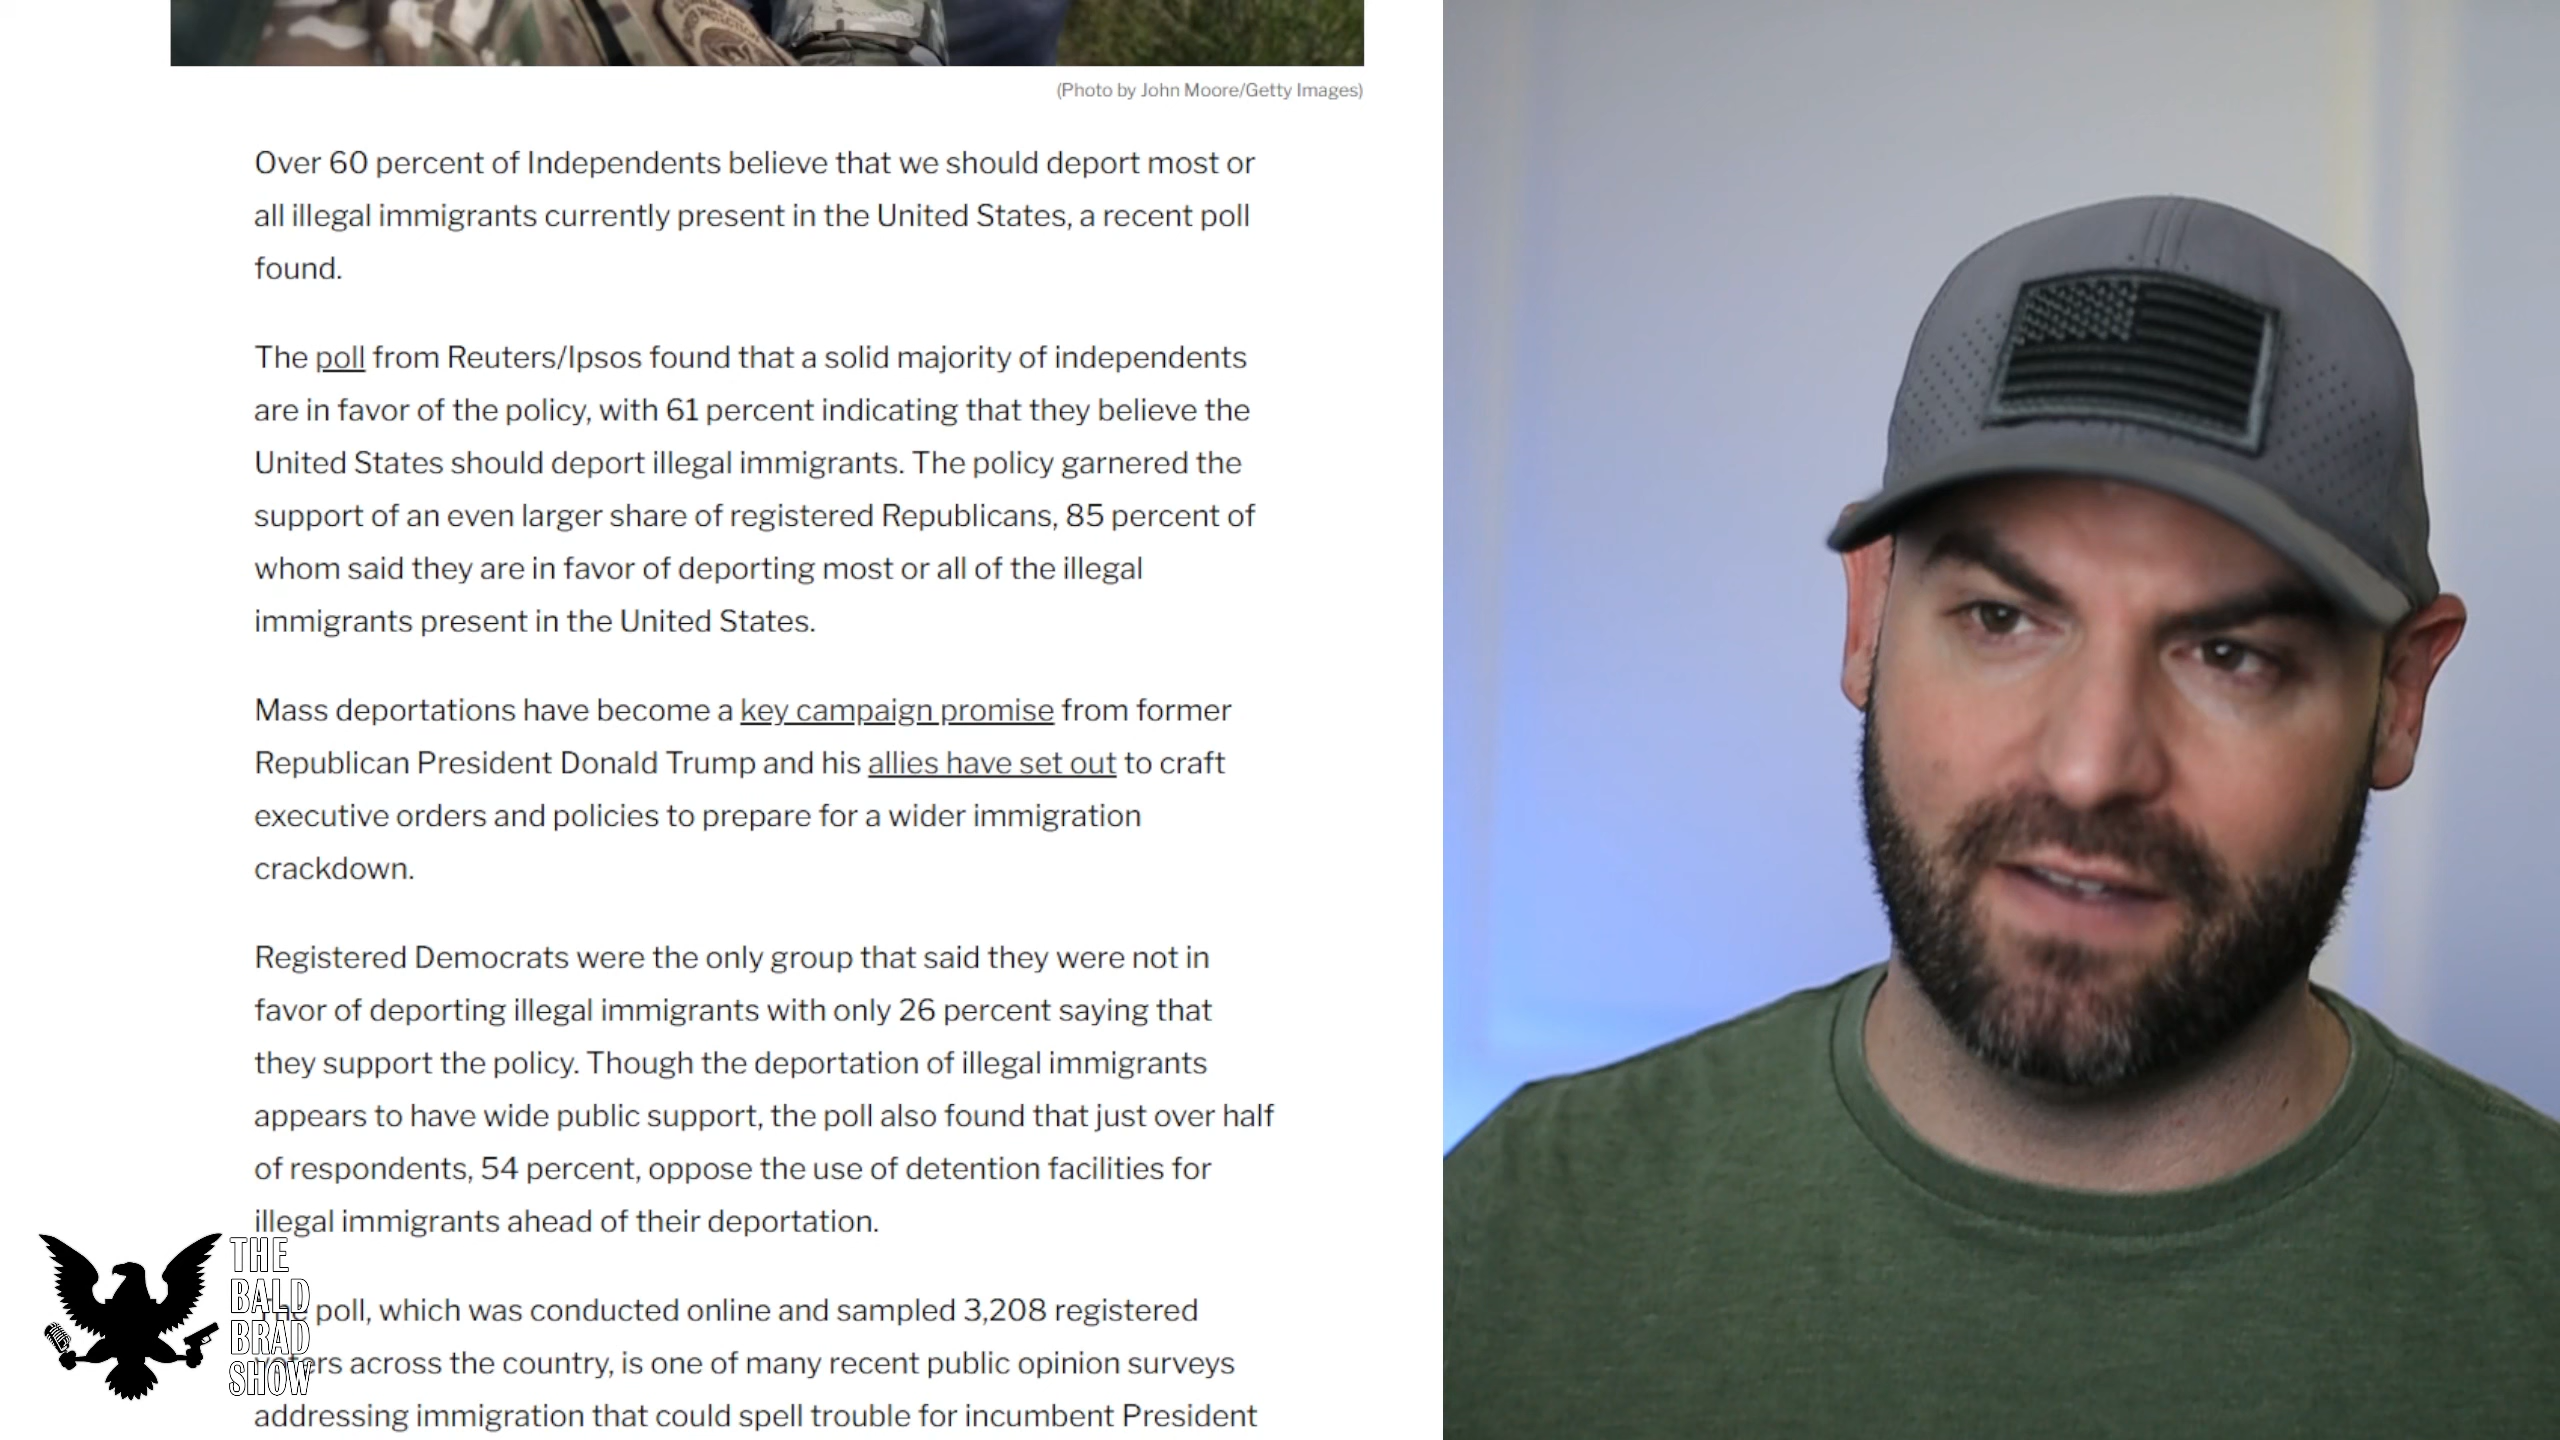 (Photo by John Moore/Getty Images)
Over 60 percent of Independents believe that we should deport most or
all illegal immigrants currently present in the United States, a recent poll
found.
The poll from Reuters/Ipsos found that a solid majority of independents
are in favor of the policy, with 61 percent indicating that they believe the
United States should deport illegal immigrants. The policy garnered the
support of an even larger share of registered Republicans, 85 percent of
whom said they are in favor of deporting most or all of the illegal
immigrants present in the United States.
Mass deportations have become a key campaign promise from former
Republican President Donald Trump and his allies have set out to craft
executive orders and policies to prepare for a wider immigration
crackdown.
Registered Democrats were the only group that said they were not in
favor of deporting illegal immigrants with only 26 percent saying that
they support the policy. Though the deportation of illegal immigrants
appears to have wide public support, the poll also found that just over half
of respondents, 54 percent, oppose the use of detention facilities for
illegal immigrants ahead of their deportation.
poll, which was conducted online and sampled 3,208 registered
across the country, is one of many recent public opinion surveys
addressing immigration that could spell trouble for incumbent President
THE
BALD
BRAD
SHOW